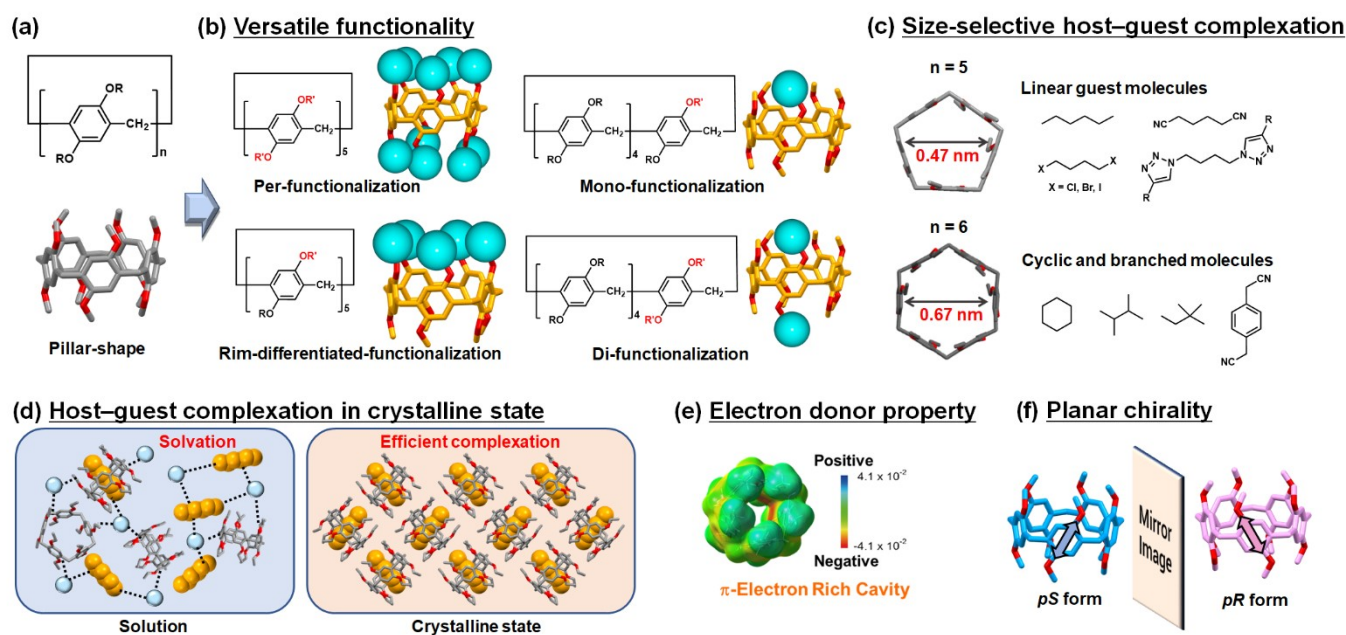 (a)
OR
CH2
RO
n
Pillar-shape
(b) Versatile functionality
OR'
CH2
R'O
5
Per-functionalization
OR
OR'
CH2
CH2
RO
4
RO
Mono-functionalization
OR'
CH2
RO
5
Rim-differentiated-functionalization
OR
OR'
CH2
CH2
RO
4
R'O
Di-functionalization
(c) Size-selective host–guest complexation
n = 5
0.47 nm
Linear guest molecules
NC
CN
X
X
X = Cl, Br, I
R
N=N
N
N
N
N
R
n = 6
0.67 nm
Cyclic and branched molecules
CN
NC
(d) Host–guest complexation in crystalline state
Solvation
Solution
Efficient complexation
Crystalline state
(e) Electron donor property
Positive
4.1 x 10-2
-4.1 x 10-2
Negative
π-Electron Rich Cavity
(f) Planar chirality
Mirror
Image
pS form
pR form